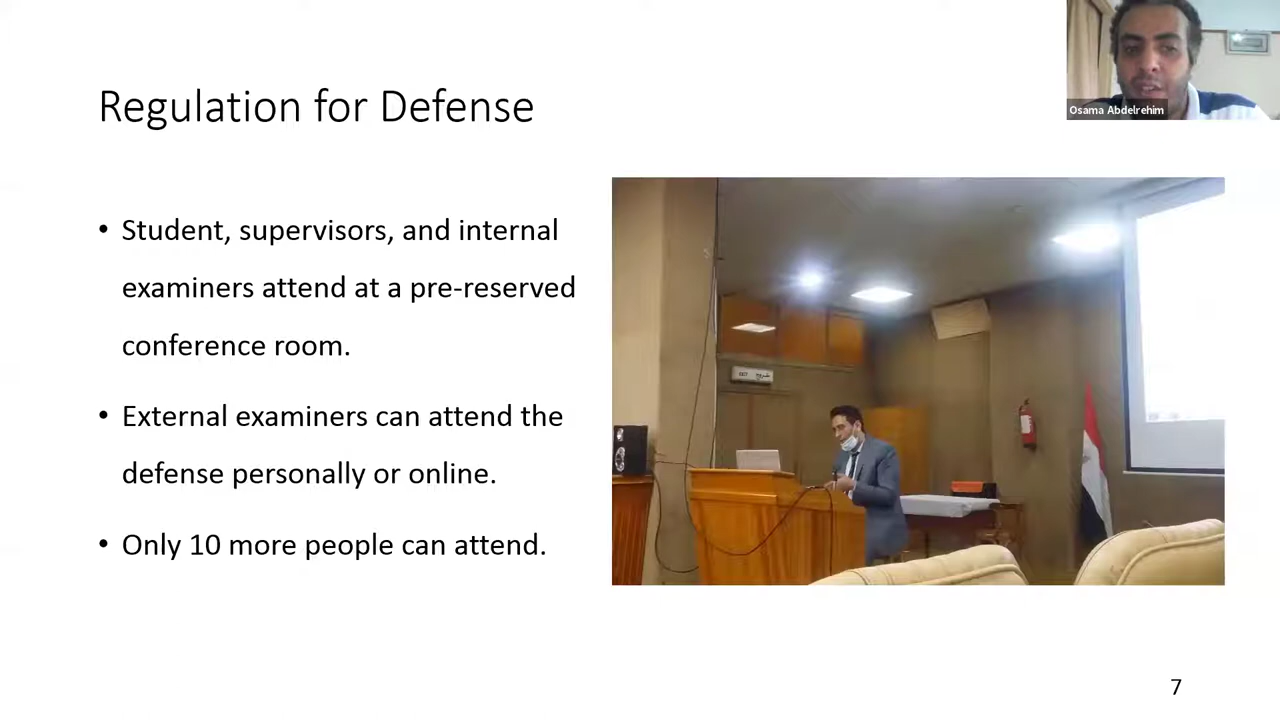 Regulation for Defense
Osama Abdelrehim
• Student, supervisors, and internal
examiners attend at a pre-reserved
conference room.
• External examiners can attend the
defense personally or online.
• Only 10 more people can attend.
7